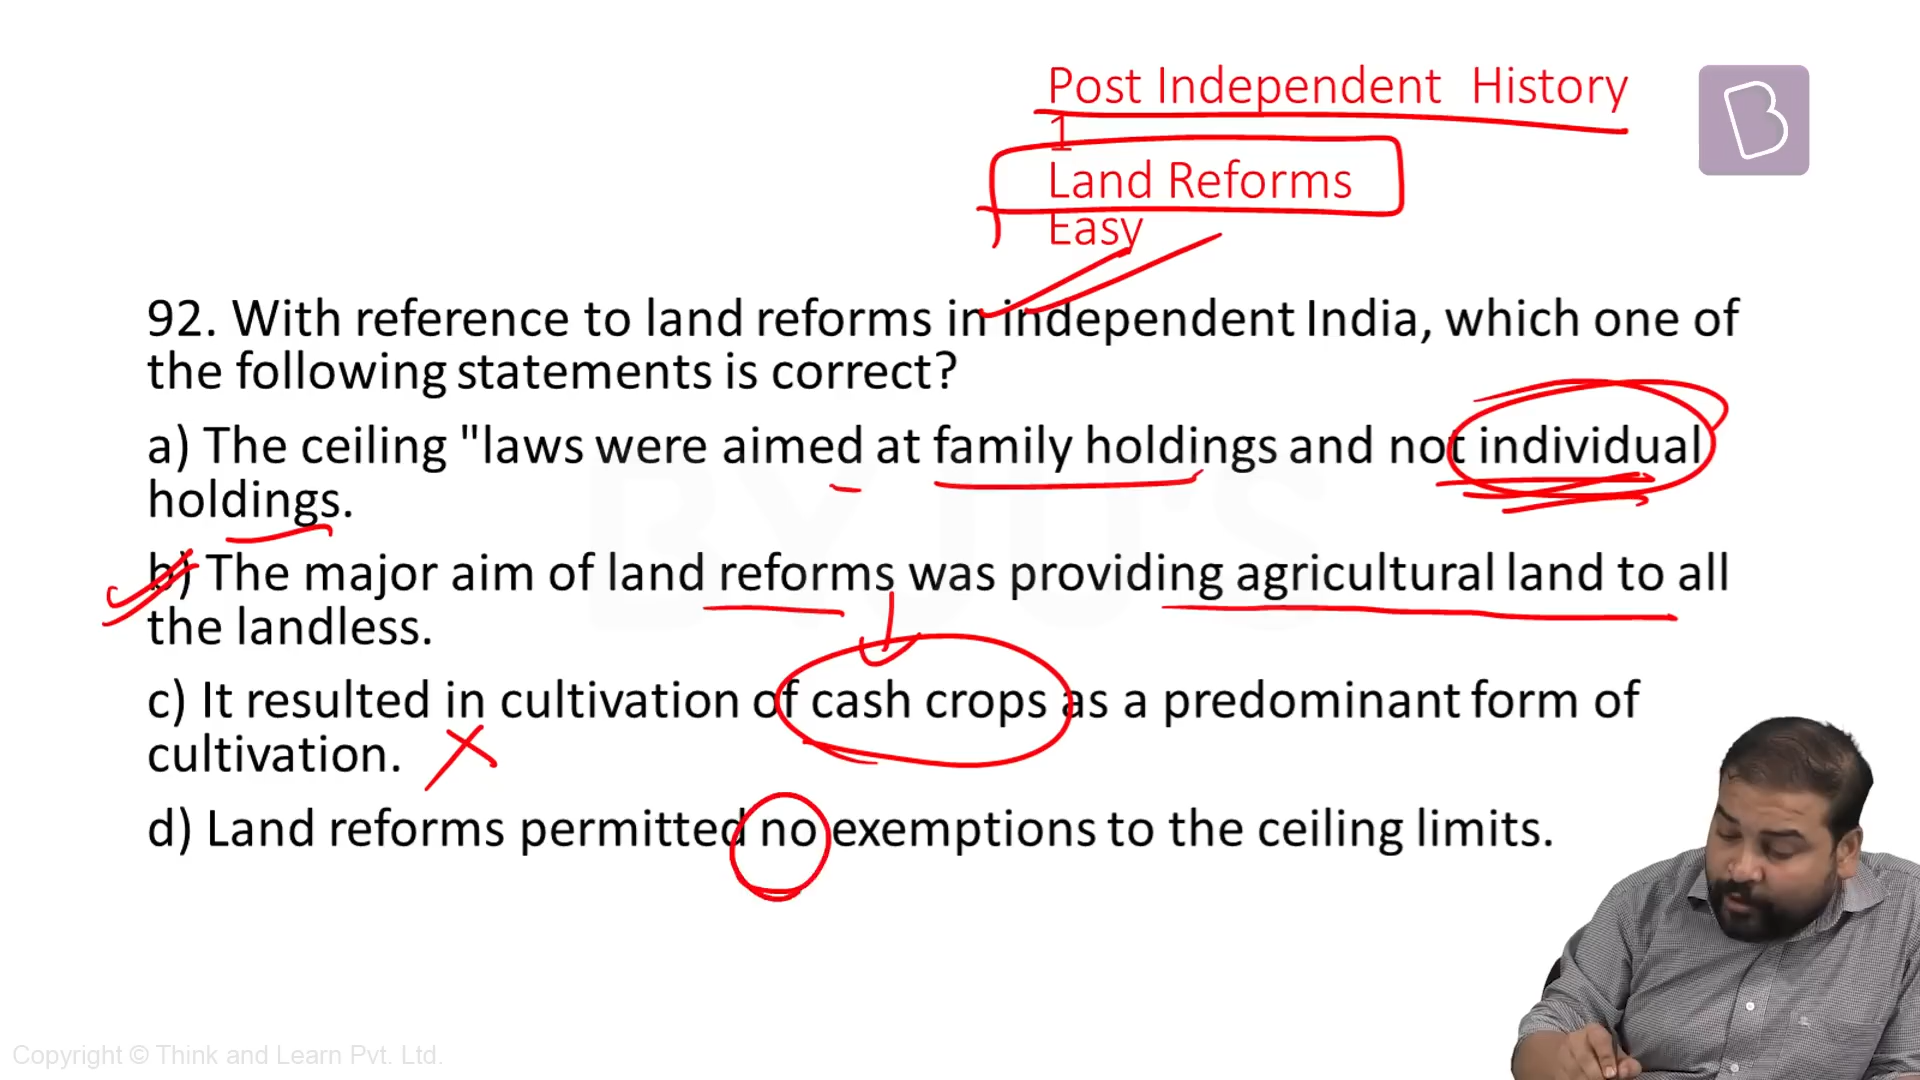 Post Independent History
1
Land Reforms
Easy
92. With reference to land reforms in independent India, which one of
the following statements is correct?
a) The ceiling "laws were aimed at family holdings and not individual
holdings.
b) The major aim of land reforms was providing agricultural land to all
the landless.
c) It resulted in cultivation of cash crops as a predominant form of
cultivation.
d) Land reforms permitted no exemptions to the ceiling limits.
BYJU'S
Copyright © Think and Learn Pvt. Ltd.